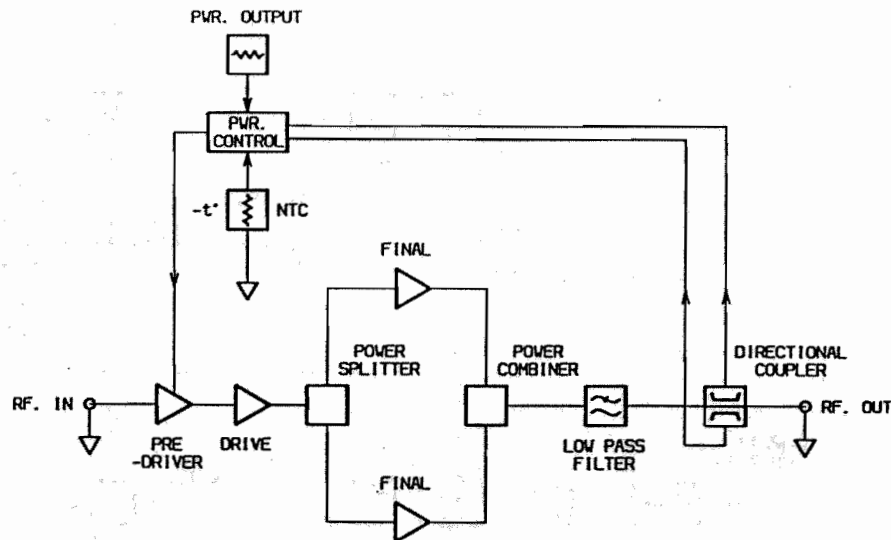 PWR. OUTPUT
PWR.
CONTROL
-t°
NTC
FINAL
POWER
SPLITTER
POWER
COMBINER
DIRECTIONAL
COUPLER
RF. IN
RF. OUT
PRE
-DRIVER
DRIVE
LOW PASS
FILTER
FINAL